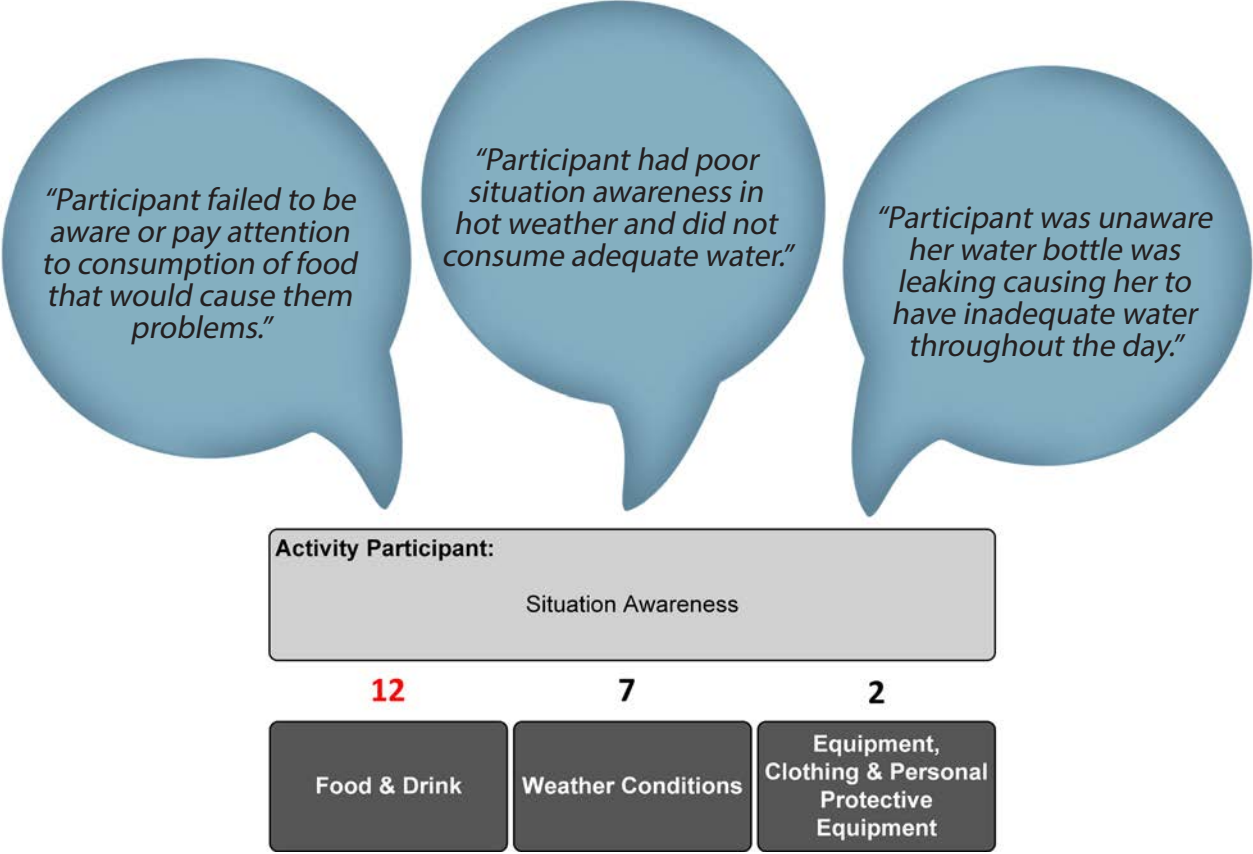 “Participant failed to be
aware or pay attention
to consumption of food
that would cause them
problems.”
“Participant had poor
situation awareness in
hot weather and did not
consume adequate water.”
“Participant was unaware
her water bottle was
leaking causing her to
have inadequate water
throughout the day.”
Activity Participant:
Situation Awareness
12
7
2
Food & Drink
Weather Conditions
Equipment,
Clothing & Personal
Protective
Equipment